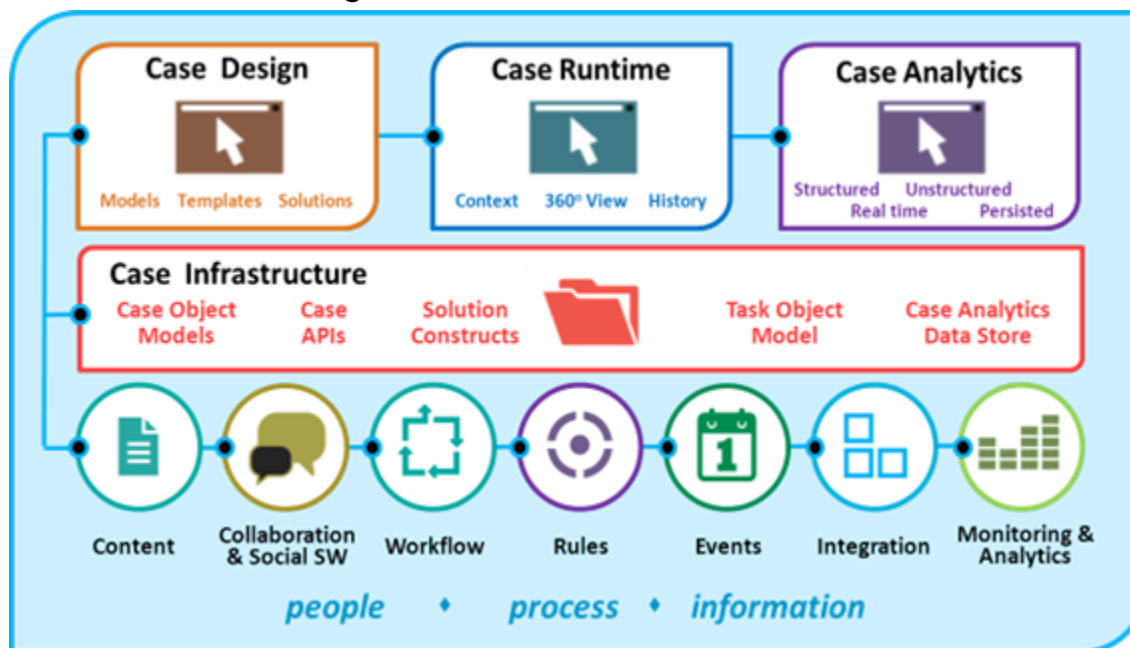 Case Design
Case Runtime
Case Analytics
Models Templates Solutions
Context 360° View History
Structured Unstructured
Real time Persisted
Case Infrastructure
Case Object
Models
Case
APIs
Solution
Constructs
Task Object
Model
Case Analytics
Data Store
1
Content
Collaboration
& Social SW
Workflow
Rules
Events
Integration
Monitoring &
Analytics
people ♦ process ♦ information